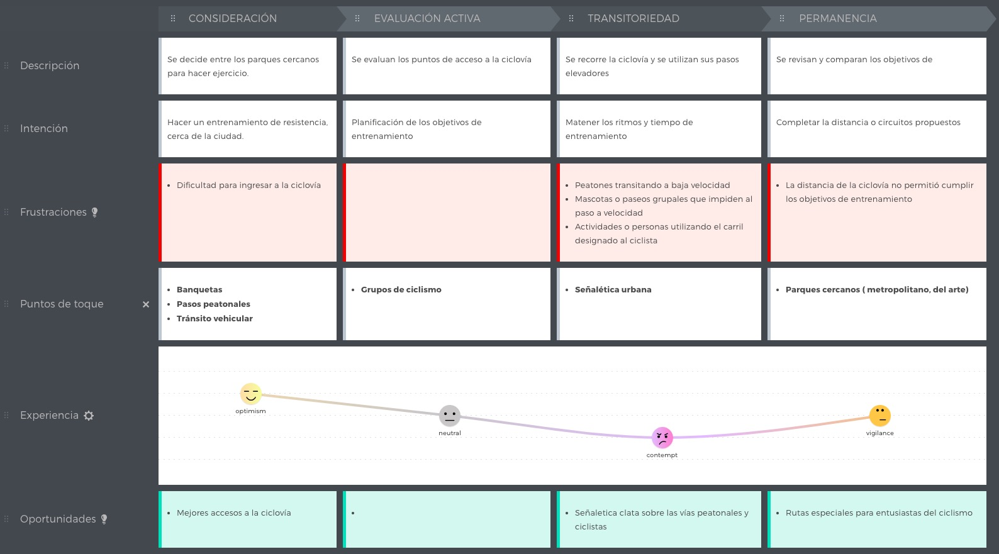 CONSIDERACIÓN
EVALUACIÓN ACTIVA
TRANSITORIEDAD
PERMANENCIA
Descripción
Se decide entre los parques cercanos
para hacer ejercicio.
Se evaluan los puntos de acceso a la ciclovía
Se recorre la ciclovía y se utilizan sus pasos
elevadores
Se revisan y comparan los objetivos de
Intención
Hacer un entrenamiento de resistencia,
cerca de la ciudad.
Planificación de los objetivos de
entrenamiento
Matener los ritmos y tiempo de
entrenamiento
Completar la distancia o circuitos propuestos
Frustraciones
• Dificultad para ingresar a la ciclovía
• Peatones transitando a baja velocidad
• Mascotas o paseos grupales que impiden al
paso a velocidad
• Actividades o personas utilizando el carril
designado al ciclista
• La distancia de la ciclovía no permitió cumplir
los objetivos de entrenamiento
Puntos de toque
• Banquetas
• Pasos peatonales
• Tránsito vehicular
• Grupos de ciclismo
• Señalética urbana
• Parques cercanos ( metropolitano, del arte)
Experiencia
optimism
neutral
contempt
vigilance
Oportunidades
• Mejores accesos a la ciclovía
•
• Señaletica clata sobre las vías peatonales y
ciclistas
• Rutas especiales para entusiastas del ciclismo